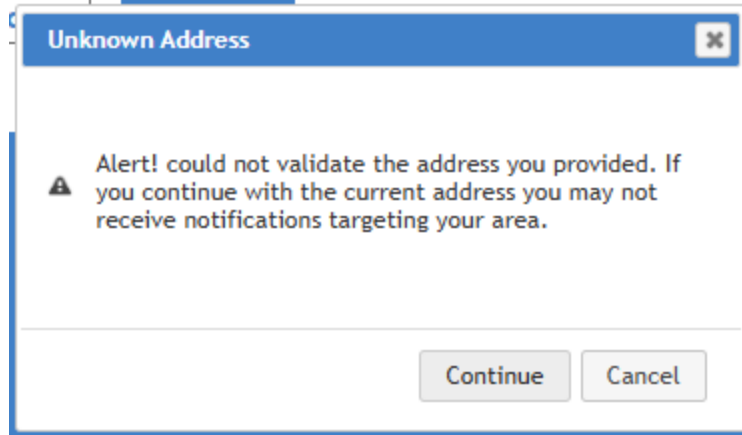 Unknown Address
Alert! could not validate the address you provided. If
you continue with the current address you may not
receive notifications targeting your area.
Continue Cancel